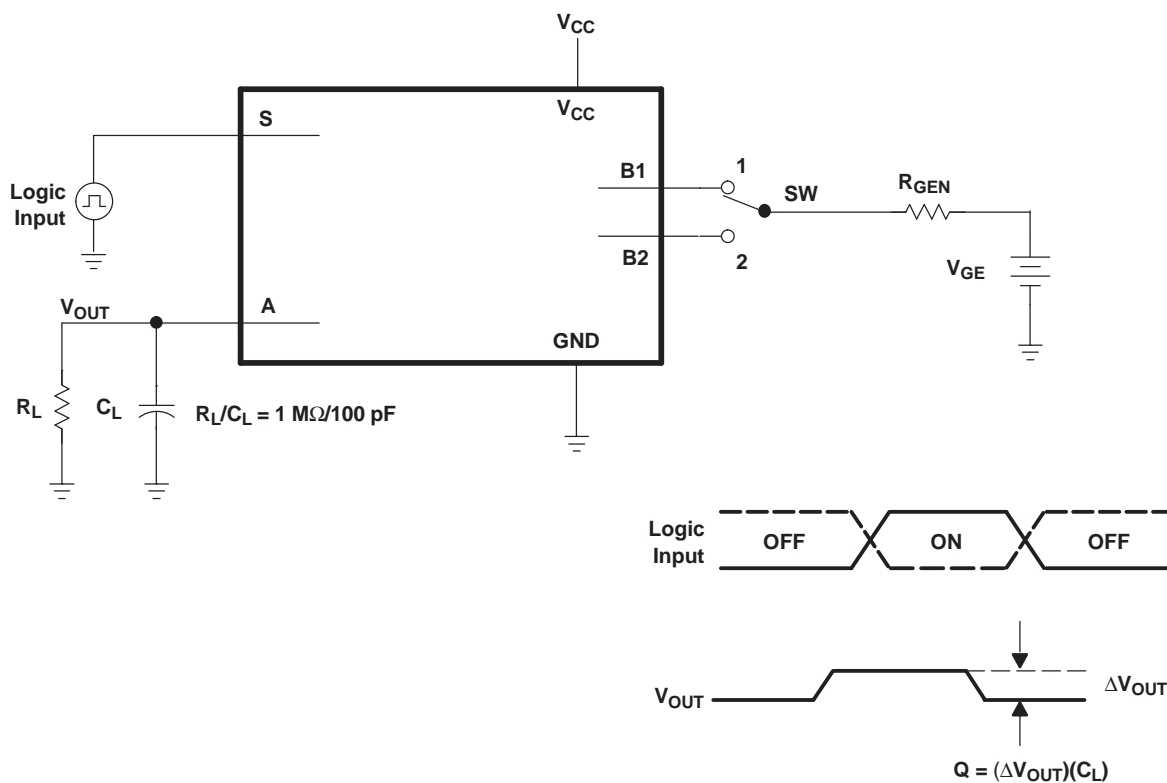 VCC
VCC
S
B1
1
SW
RGEN
Logic
Input
B2
2
VGE
VOUT
A
GND
RL
CL
RL/CL = 1 MΩ/100 pF
Logic
Input
OFF
ON
OFF
VOUT
ΔVOUT
Q = (ΔVOUT)(CL)